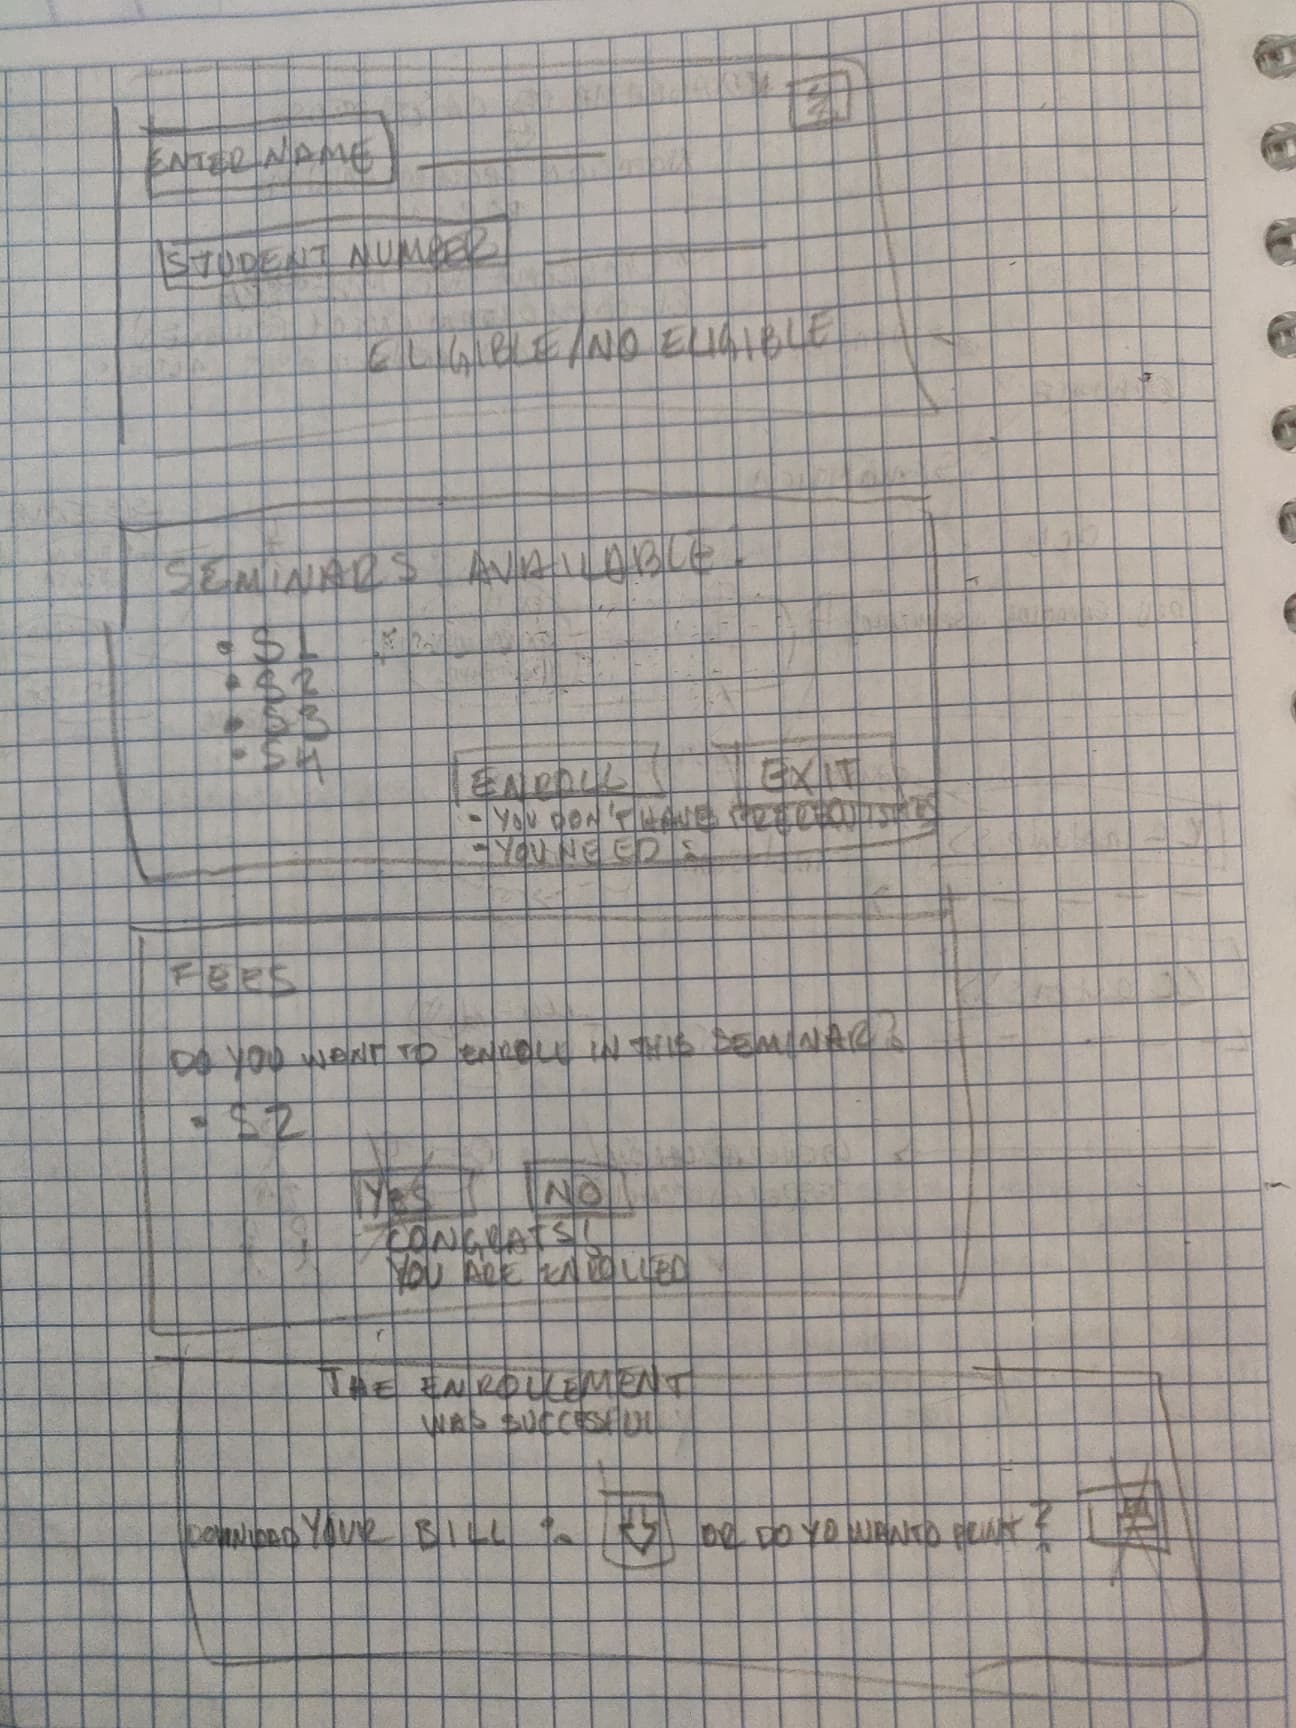 ENTER NAME
STUDENT NUMBER
ELIGIBLE/NO ELIGIBLE
SEMINARS AVAILABLE:
• S1
• S2
• S3
• S4
ENROLL EXIT
- YOU DON'T HAVE
- YOU NEED :
FEES
DO YOU WANT TO ENROLL IN THIS SEMINAR?
- S2
YES NO
CONGRATS!
YOU ARE ENROLLED
THE ENROLLEMENT
WAS SUCCESFUL
DOWNLOAD YOUR BILL :- OR DO YO WANTO PRINT?